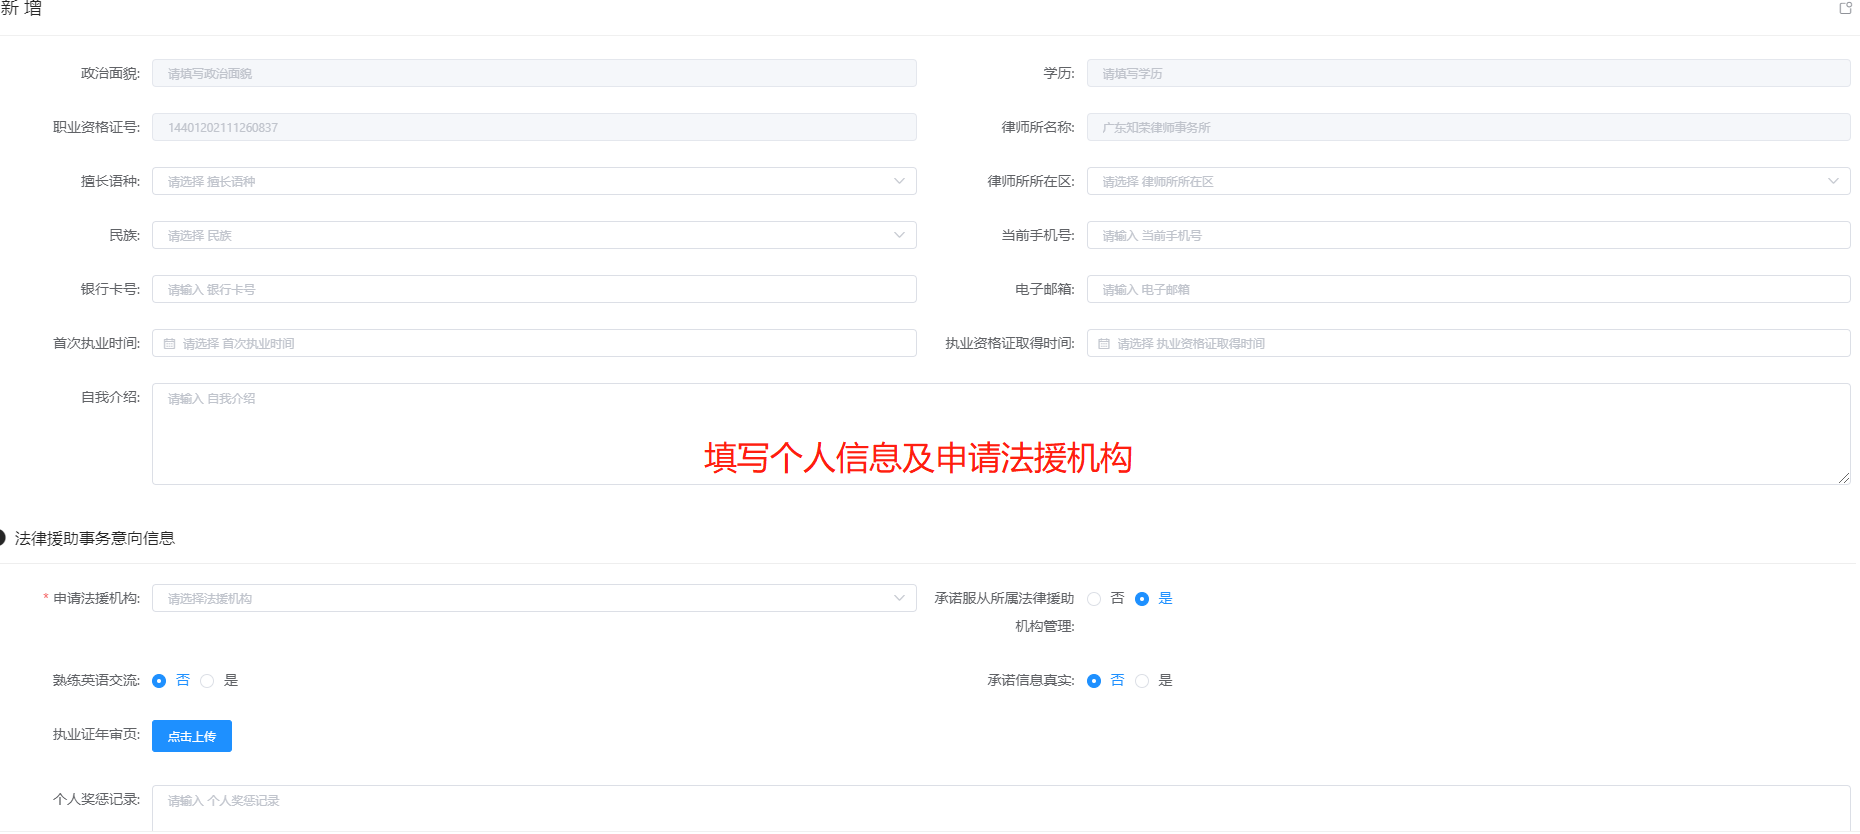 新 增
政治面貌: 请填写政治面貌 学历: 请填写学历
职业资格证号: 14401202111260837 律师所名称: 广东知荣律师事务所
擅长语种: 请选择 擅长语种 律师所所在区: 请选择 律师所所在区
民族: 请选择 民族 当前手机号: 请输入 当前手机号
银行卡号: 请输入 银行卡号 电子邮箱: 请输入 电子邮箱
首次执业时间: 请选择 首次执业时间 执业资格证取得时间: 请选择 执业资格证取得时间
自我介绍: 请输入 自我介绍
填写个人信息及申请法援机构
法律援助事务意向信息
* 申请法援机构: 请选择法援机构 承诺服从所属法律援助 否 是
机构管理:
熟练英语交流: 否 是 承诺信息真实: 否 是
执业证年审页: 点击上传
个人奖惩记录: 请输入 个人奖惩记录